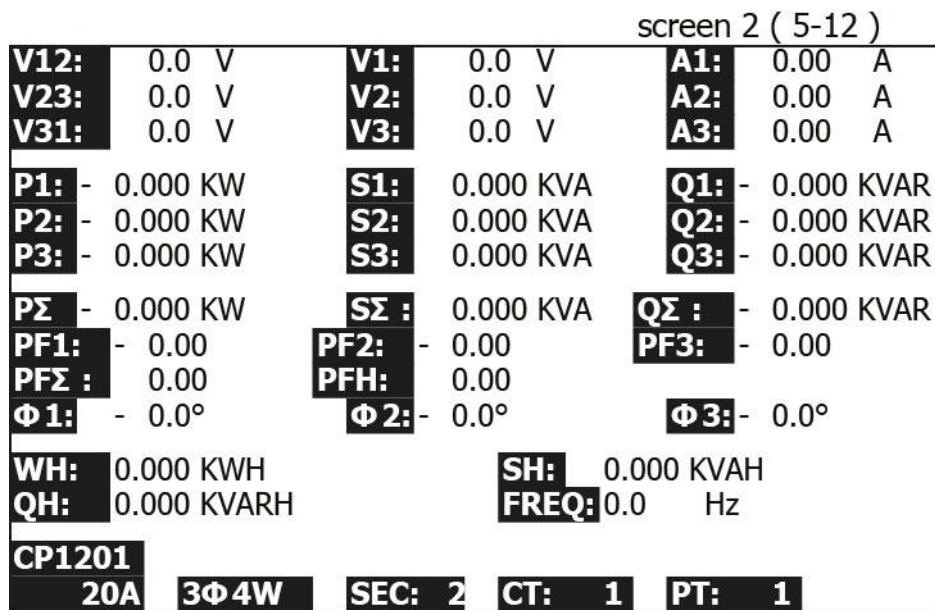 screen 2 ( 5-12 )
V12: 0.0 V V1: 0.0 V A1: 0.00 A
V23: 0.0 V V2: 0.0 V A2: 0.00 A
V31: 0.0 V V3: 0.0 V A3: 0.00 A
P1: - 0.000 KW S1: 0.000 KVA Q1: - 0.000 KVAR
P2: - 0.000 KW S2: 0.000 KVA Q2: - 0.000 KVAR
P3: - 0.000 KW S3: 0.000 KVA Q3: - 0.000 KVAR
PΣ - 0.000 KW SΣ : 0.000 KVA QΣ : - 0.000 KVAR
PF1: - 0.00 PF2: - 0.00 PF3: - 0.00
PFΣ : 0.00 PFH: 0.00
Φ1: - 0.0° Φ2: - 0.0° Φ3: - 0.0°
WH: 0.000 KWH SH: 0.000 KVAH
QH: 0.000 KVARH FREQ: 0.0 Hz
CP1201
20A 3Φ4W SEC: 2 CT: 1 PT: 1